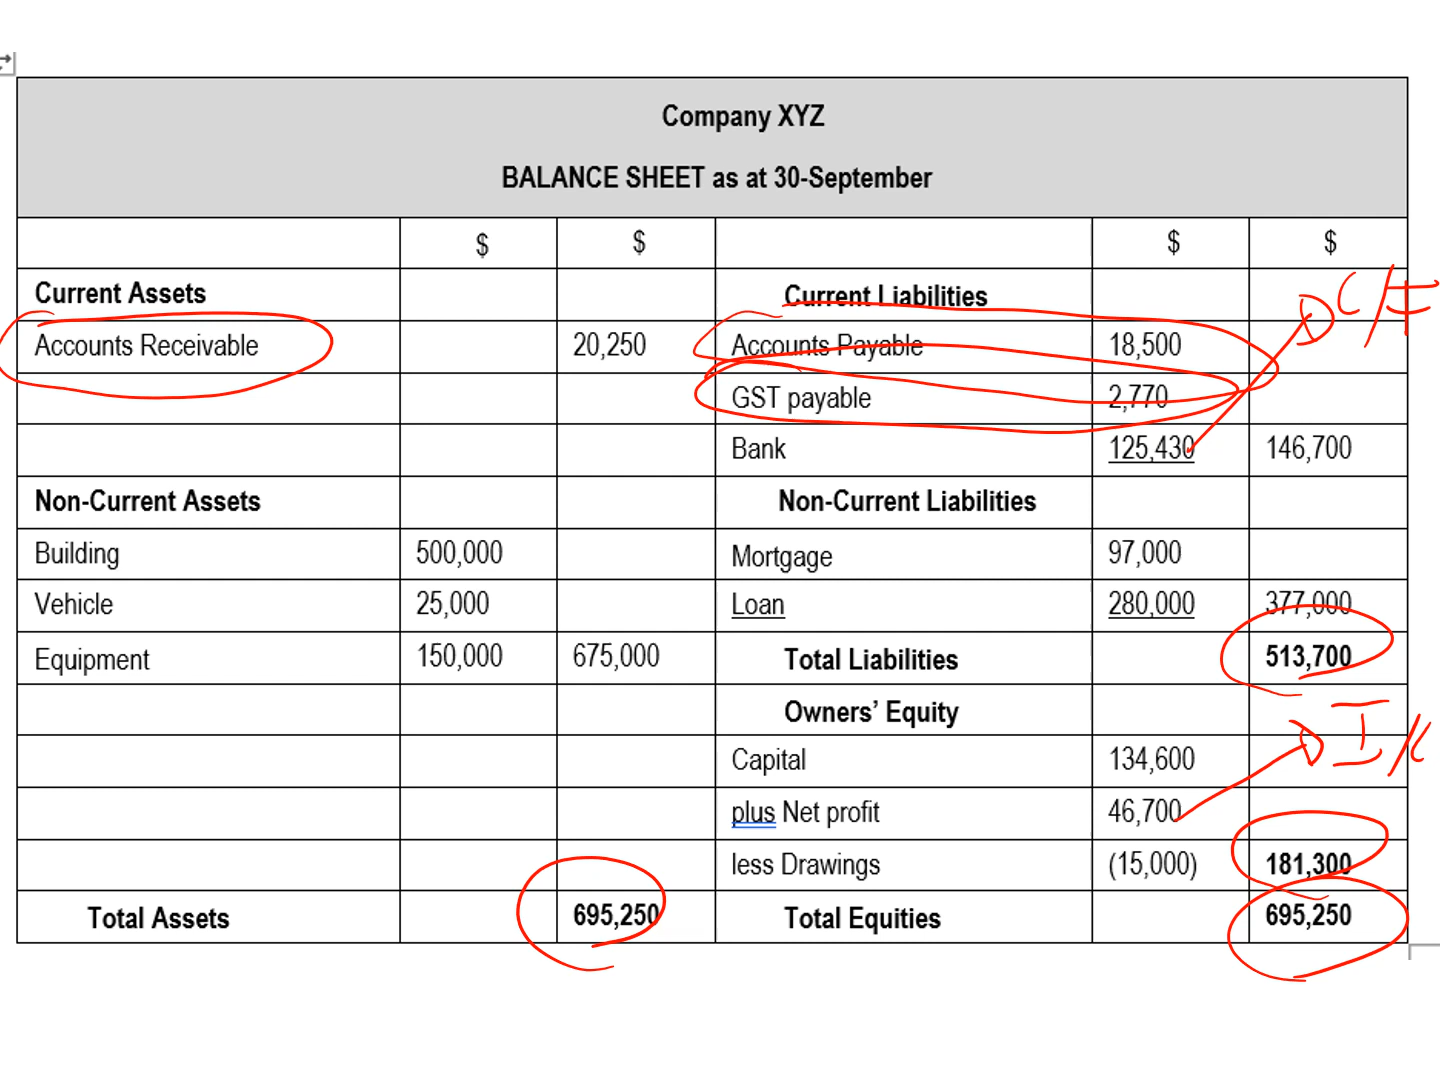 Company XYZ
BALANCE SHEET as at 30-September
$ $ $ $
Current Assets Current Liabilities
Accounts Receivable 20,250 Accounts Payable 18,500
GST payable 2,770
Bank 125,430 146,700
Non-Current Assets Non-Current Liabilities
Building 500,000 Mortgage 97,000
Vehicle 25,000 Loan 280,000 377,000
Equipment 150,000 675,000 Total Liabilities 513,700
Owners’ Equity
Capital 134,600
plus Net profit 46,700
less Drawings (15,000) 181,300
Total Assets 695,250 Total Equities 695,250